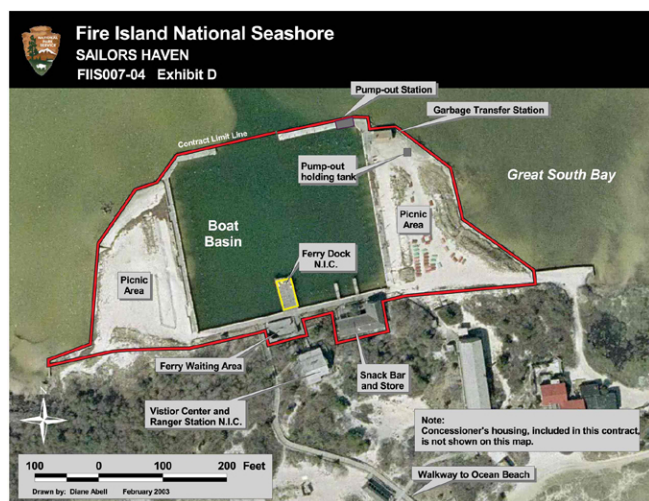 Fire Island National Seashore
SAILORS HAVEN
FIIS007-04 Exhibit D
Pump-out Station
Garbage Transfer Station
Contract Limit Line
Pump-out
holding tank
Great South Bay
Boat
Basin
Picnic
Area
Ferry Dock
N.I.C.
Picnic
Area
Ferry Waiting Area
Snack Bar
and Store
Vistior Center and
Ranger Station N.I.C.
Note:
Concessioner's housing, included in this contract,
is not shown on this map.
100 0 100 200 Feet
Walkway to Ocean Beach
Drawn by: Diane Abell February 2003